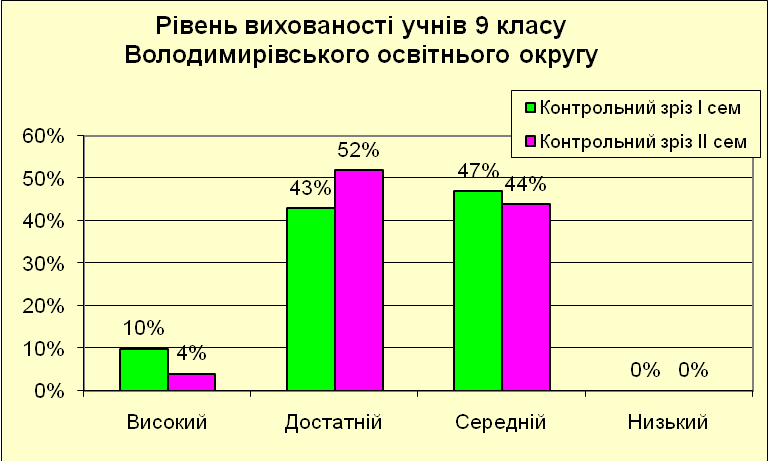 Рівень вихованості учнів 9 класу
Володимирівського освітнього округу
Контрольний зріз І сем
Контрольний зріз ІІ сем
60%
50%
40%
30%
20%
10%
0%
10%
4%
43%
52%
47%
44%
0%
0%
Високий
Достатній
Середній
Низький